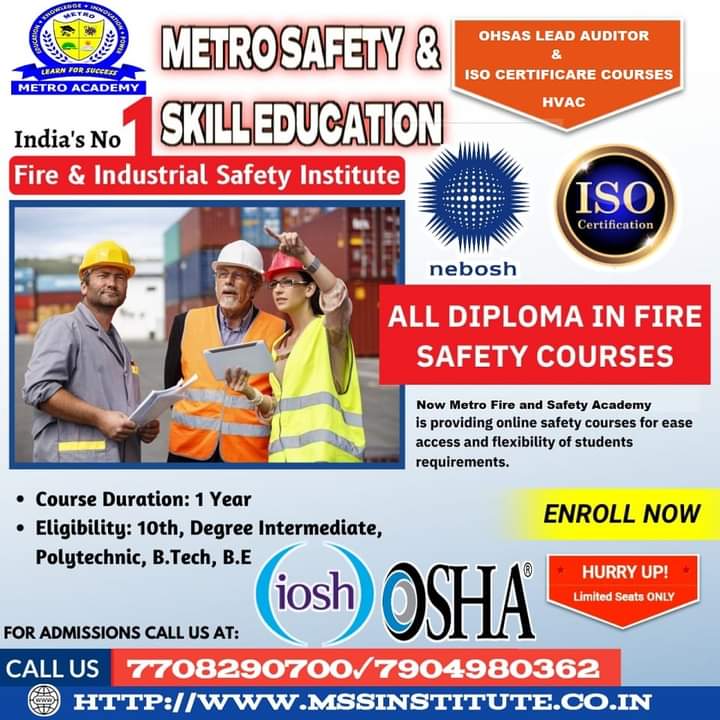 EDUCATION • KNOWLEDGE • INNOVATION • POWER
METRO
LEARN FOR SUCCESS
METRO ACADEMY
METRO SAFETY &
SKILL EDUCATION
OHSAS LEAD AUDITOR
&
ISO CERTIFICARE COURSES
HVAC
India's No 1
Fire & Industrial Safety Institute
nebosh
ISO
Certification
ALL DIPLOMA IN FIRE
SAFETY COURSES
Now Metro Fire and Safety Academy
is providing online safety courses for ease
access and flexibility of students
requirements.
• Course Duration: 1 Year
• Eligibility: 10th, Degree Intermediate,
Polytechnic, B.Tech, B.E
ENROLL NOW
iosh
OSHA®
HURRY UP!
Limited Seats ONLY
FOR ADMISSIONS CALL US AT:
CALL US 7708290700/7904980362
HTTP://WWW.MSSINSTITUTE.CO.IN